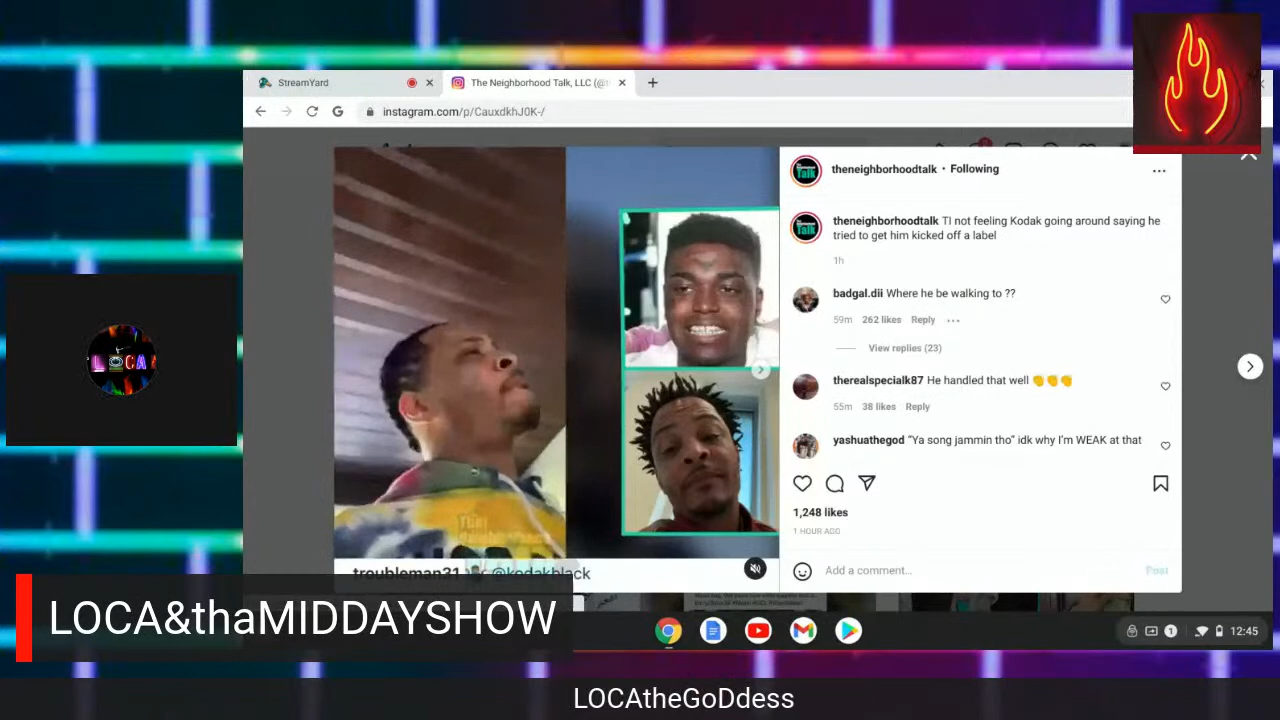 StreamYard
The Neighborhood Talk, LLC (@
instagram.com/p/CauxdkhJ0K-/
theneighborhoodtalk • Following
Talk
theneighborhoodtalk TI not feeling Kodak going around saying he
tried to get him kicked off a label
Talk
1h
badgal.dii Where he be walking to ??
59m 262 likes Reply
View replies (23)
therealspecialk87 He handled that well 👏👏👏
55m 38 likes Reply
yashuathegod "Ya song jammin tho" idk why I'm WEAK at that
1,248 likes
1 HOUR AGO
Add a comment...
Post
troubleman31 @kodakblack
LOCA
LOCA&thaMIDDAYSHOW
1
12:45
LOCAtheGoDdess